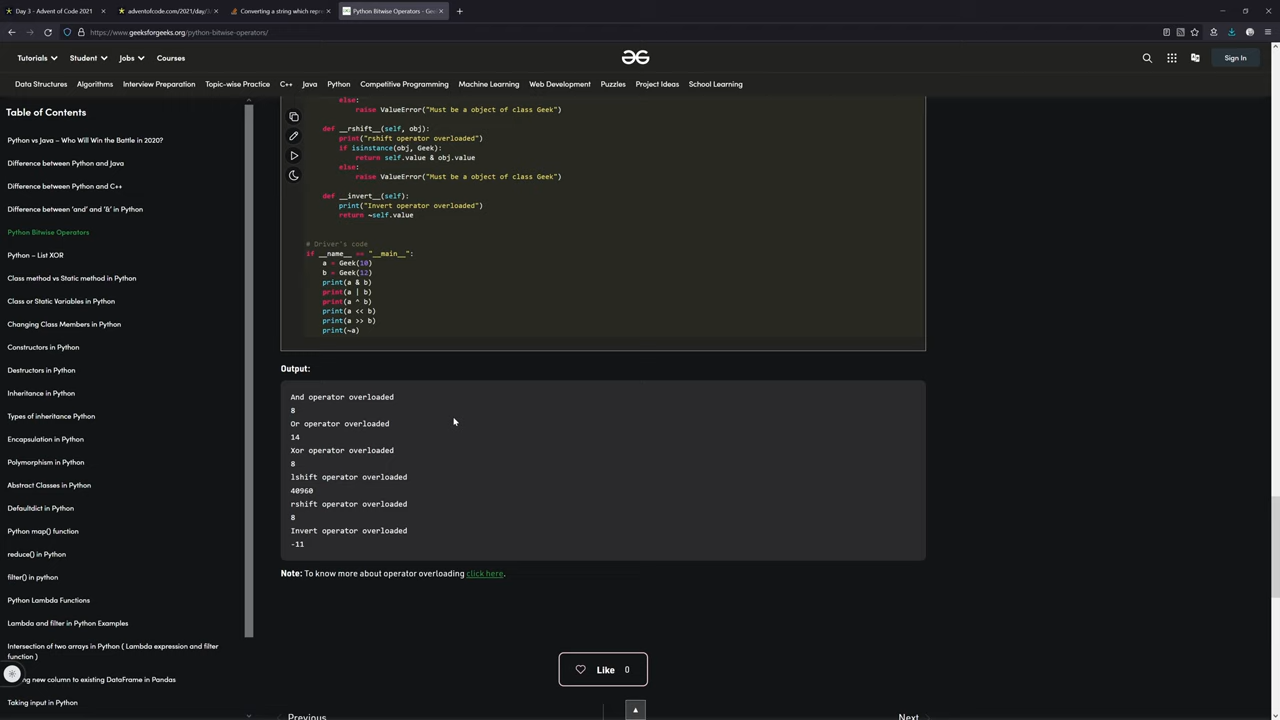 Day 3 - Advent of Code 2021
adventofcode.com/2021/day/3/
Converting a string which repr
Python Bitwise Operators - Gee
https://www.geeksforgeeks.org/python-bitwise-operators/
Tutorials
Student
Jobs
Courses
Sign In
Data Structures
Algorithms
Interview Preparation
Topic-wise Practice
C++
Java
Python
Competitive Programming
Machine Learning
Web Development
Puzzles
Project Ideas
School Learning
Table of Contents
Python vs Java – Who Will Win the Battle in 2020?
Difference between Python and Java
Difference between Python and C++
Difference between 'and' and '&' in Python
Python Bitwise Operators
Python – List XOR
Class method vs Static method in Python
Class or Static Variables in Python
Changing Class Members in Python
Constructors in Python
Destructors in Python
Inheritance in Python
Types of inheritance Python
Encapsulation in Python
Polymorphism in Python
Abstract Classes in Python
Defaultdict in Python
Python map() function
reduce() in Python
filter() in python
Python Lambda Functions
Lambda and filter in Python Examples
Intersection of two arrays in Python ( Lambda expression and filter
function )
new column to existing DataFrame in Pandas
Taking input in Python
else:
raise ValueError("Must be a object of class Geek")
def __rshift__(self, obj):
print("rshift operator overloaded")
if isinstance(obj, Geek):
return self.value & obj.value
else:
raise ValueError("Must be a object of class Geek")
def __invert__(self):
print("Invert operator overloaded")
return ~self.value
# Driver's code
if __name__ == "__main__":
a = Geek(10)
b = Geek(12)
print(a & b)
print(a | b)
print(a ^ b)
print(a << b)
print(a >> b)
print(~a)
Output:
And operator overloaded
8
Or operator overloaded
14
Xor operator overloaded
8
lshift operator overloaded
40960
rshift operator overloaded
8
Invert operator overloaded
-11
Note: To know more about operator overloading click here.
Like 0
Previous
Next